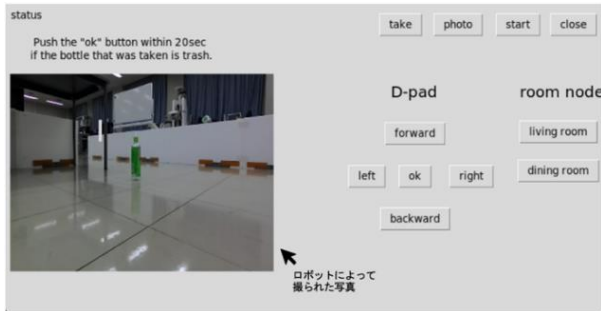 status
Push the "ok" button within 20sec
if the bottle that was taken is trash.
take
photo
start
close
D-pad
room node
forward
living room
left
ok
right
dining room
backward
ロボットによって
撮られた写真